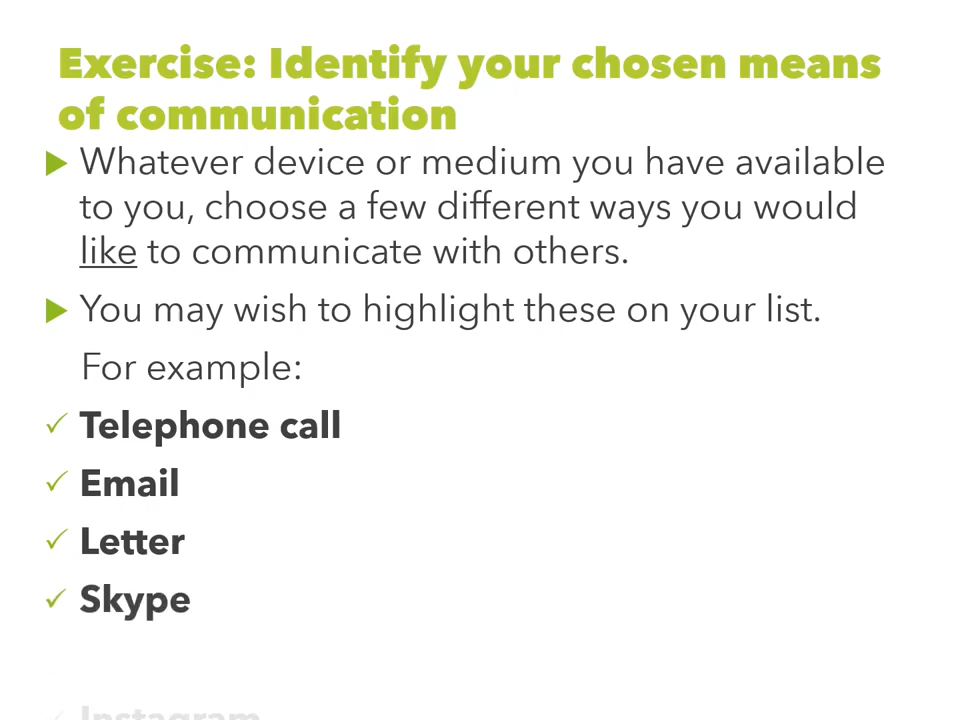 Exercise: Identify your chosen means
of communication
Whatever device or medium you have available
to you, choose a few different ways you would
like to communicate with others.
You may wish to highlight these on your list.
For example:
Telephone call
Email
Letter
Skype
Instagram